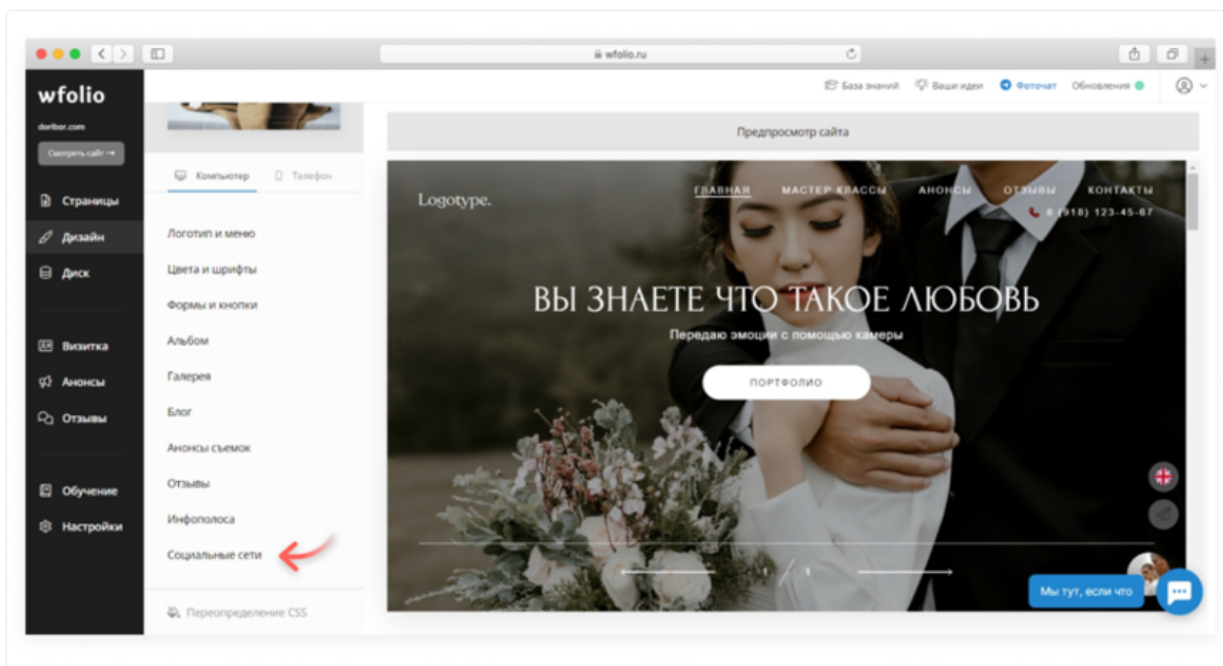 wfolio.ru
wfolio
doribor.com
Смотреть сайт →
Страницы
Дизайн
Диск
Визитка
Анонсы
Отзывы
Обучение
Настройки
База знаний
Ваши идеи
Фоточат
Обновления
Компьютер
Телефон
Логотип и меню
Цвета и шрифты
Формы и кнопки
Альбом
Галерея
Блог
Анонсы съемок
Отзывы
Инфополоса
Социальные сети
Переопределение CSS
Предпросмотр сайта
Logotype.
ГЛАВНАЯ
МАСТЕР КЛАССЫ
АНОНСЫ
ОТЗЫВЫ
КОНТАКТЫ
8 (918) 123-45-67
ВЫ ЗНАЕТЕ ЧТО ТАКОЕ ЛЮБОВЬ
Передаю эмоции с помощью камеры
ПОРТФОЛИО
1 / 1
Мы тут, если что